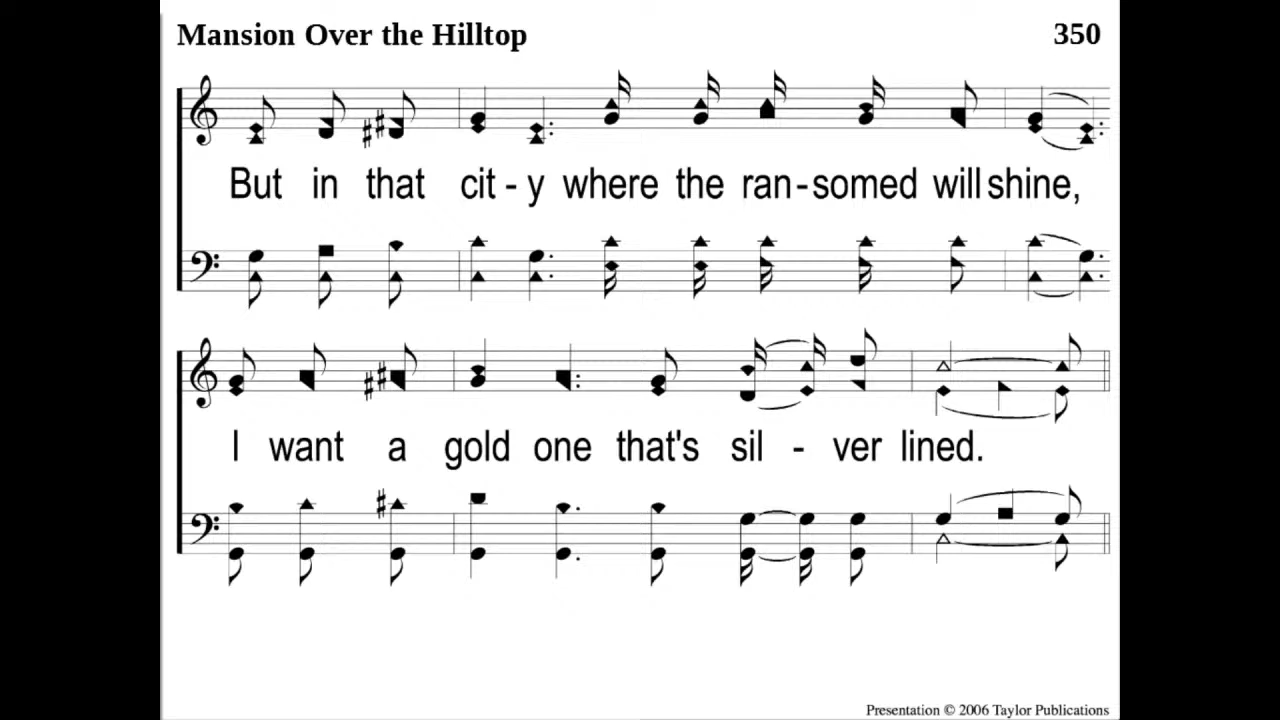 Mansion Over the Hilltop 350
But in that cit - y where the ran - somed will shine,
I want a gold one that's sil - ver lined.
Presentation © 2006 Taylor Publications